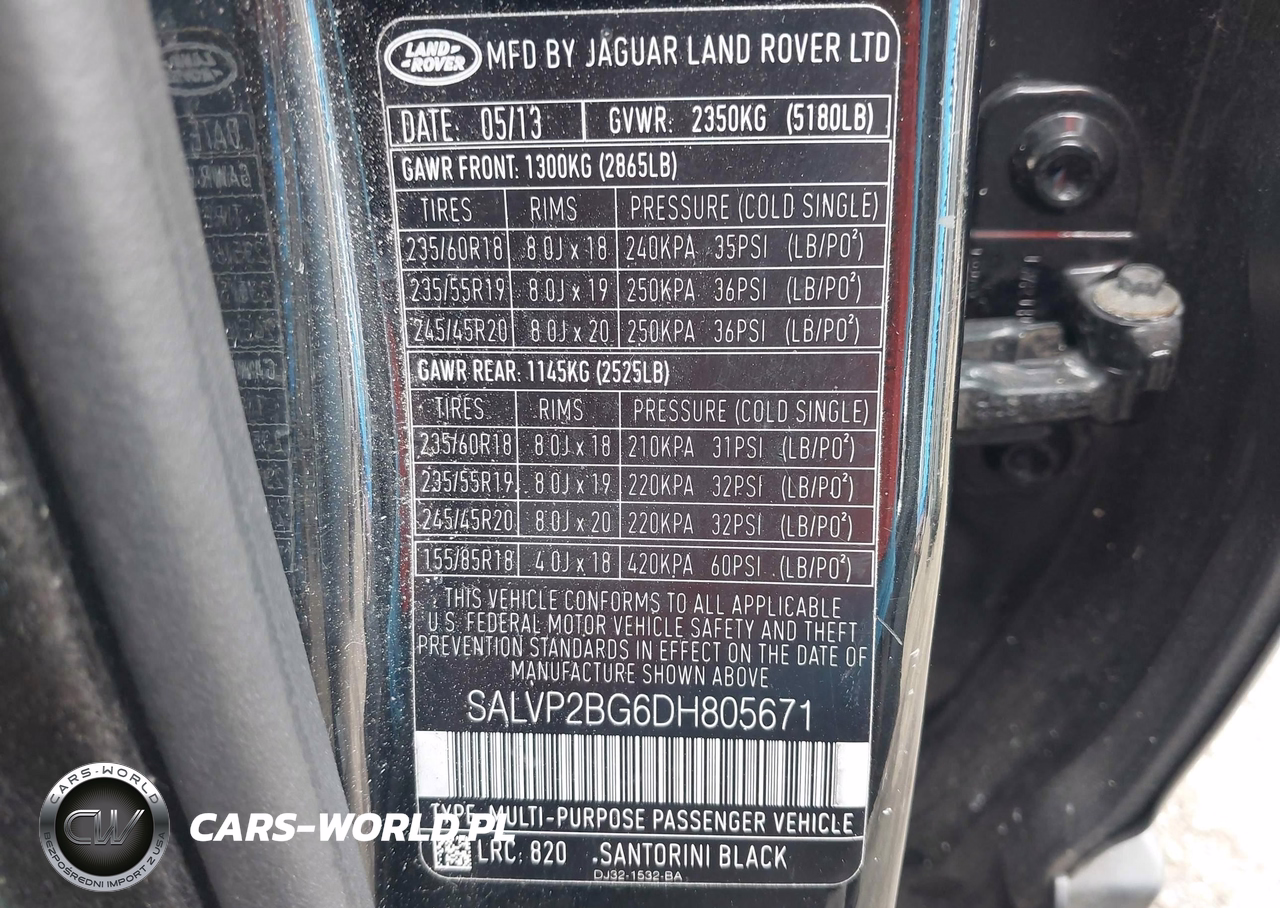 LAND ROVER
MFD BY JAGUAR LAND ROVER LTD
DATE: 05/13 GVWR: 2350KG (5180LB)
GAWR FRONT: 1300KG (2865LB)
TIRES RIMS PRESSURE (COLD SINGLE)
235/60R18 8.0J x 18 240KPA 35PSI (LB/PO²)
235/55R19 8.0J x 19 250KPA 36PSI (LB/PO²)
245/45R20 8.0J x 20 250KPA 36PSI (LB/PO²)
GAWR REAR: 1145KG (2525LB)
TIRES RIMS PRESSURE (COLD SINGLE)
235/60R18 8.0J x 18 210KPA 31PSI (LB/PO²)
235/55R19 8.0J x 19 220KPA 32PSI (LB/PO²)
245/45R20 8.0J x 20 220KPA 32PSI (LB/PO²)
155/85R18 4.0J x 18 420KPA 60PSI (LB/PO²)
THIS VEHICLE CONFORMS TO ALL APPLICABLE
U.S. FEDERAL MOTOR VEHICLE SAFETY AND THEFT
PREVENTION STANDARDS IN EFFECT ON THE DATE OF
MANUFACTURE SHOWN ABOVE
SALVP2BG6DH805671
TYPE: MULTI-PURPOSE PASSENGER VEHICLE
LRC: 820 .SANTORINI BLACK
DJ32-1532-BA
CARS-WORLD
CW
BEZPOŚREDNI IMPORT Z USA
CARS-WORLD.PL